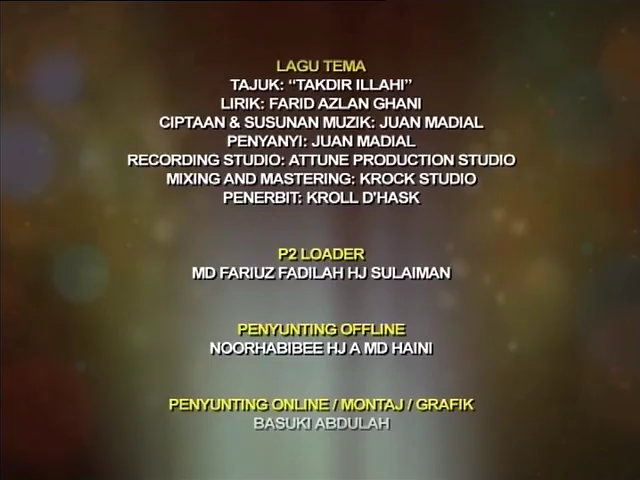 LAGU TEMA
TAJUK: “TAKDIR ILLAHI”
LIRIK: FARID AZLAN GHANI
CIPTAAN & SUSUNAN MUZIK: JUAN MADIAL
PENYANYI: JUAN MADIAL
RECORDING STUDIO: ATTUNE PRODUCTION STUDIO
MIXING AND MASTERING: KROCK STUDIO
PENERBIT: KROLL D'HASK
P2 LOADER
MD FARIUZ FADILAH HJ SULAIMAN
PENYUNTING OFFLINE
NOORHABIBEE HJ A MD HAINI
PENYUNTING ONLINE / MONTAJ / GRAFIK
BASUKI ABDULAH